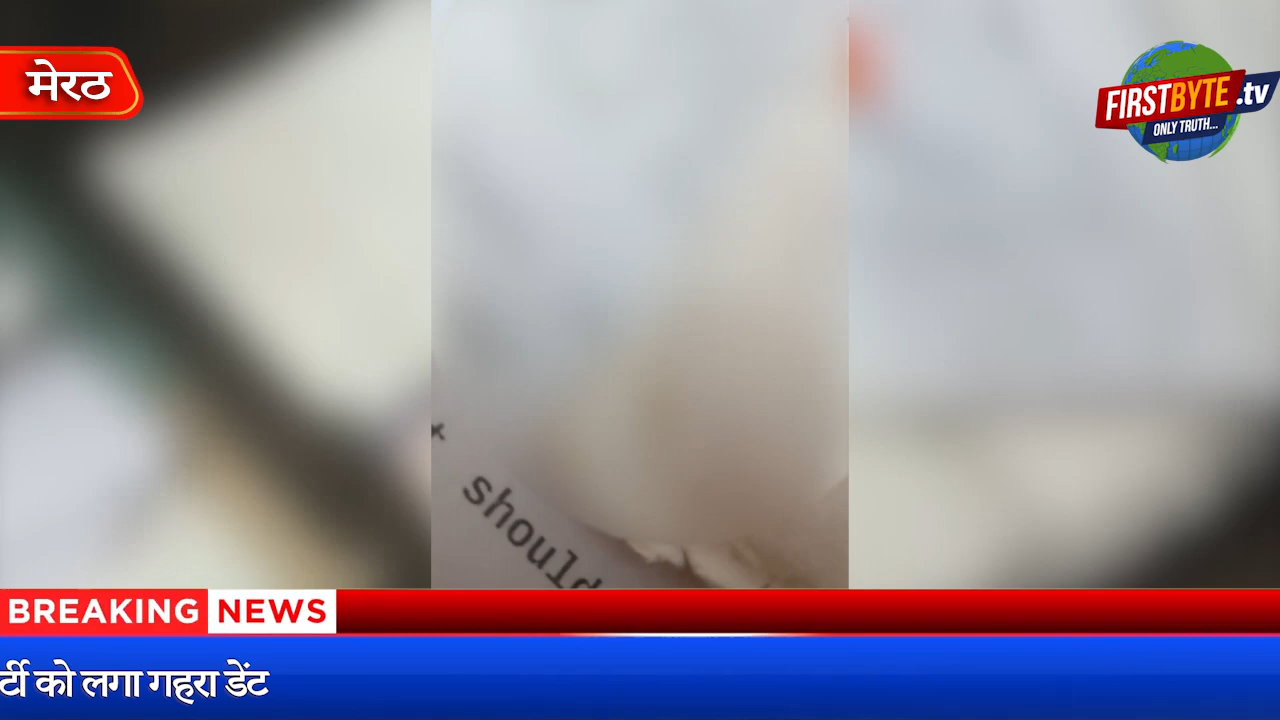 मेरठ
FIRSTBYTE.tv
ONLY TRUTH...
should
BREAKING NEWS
र्टी को लगा गहरा डेंट